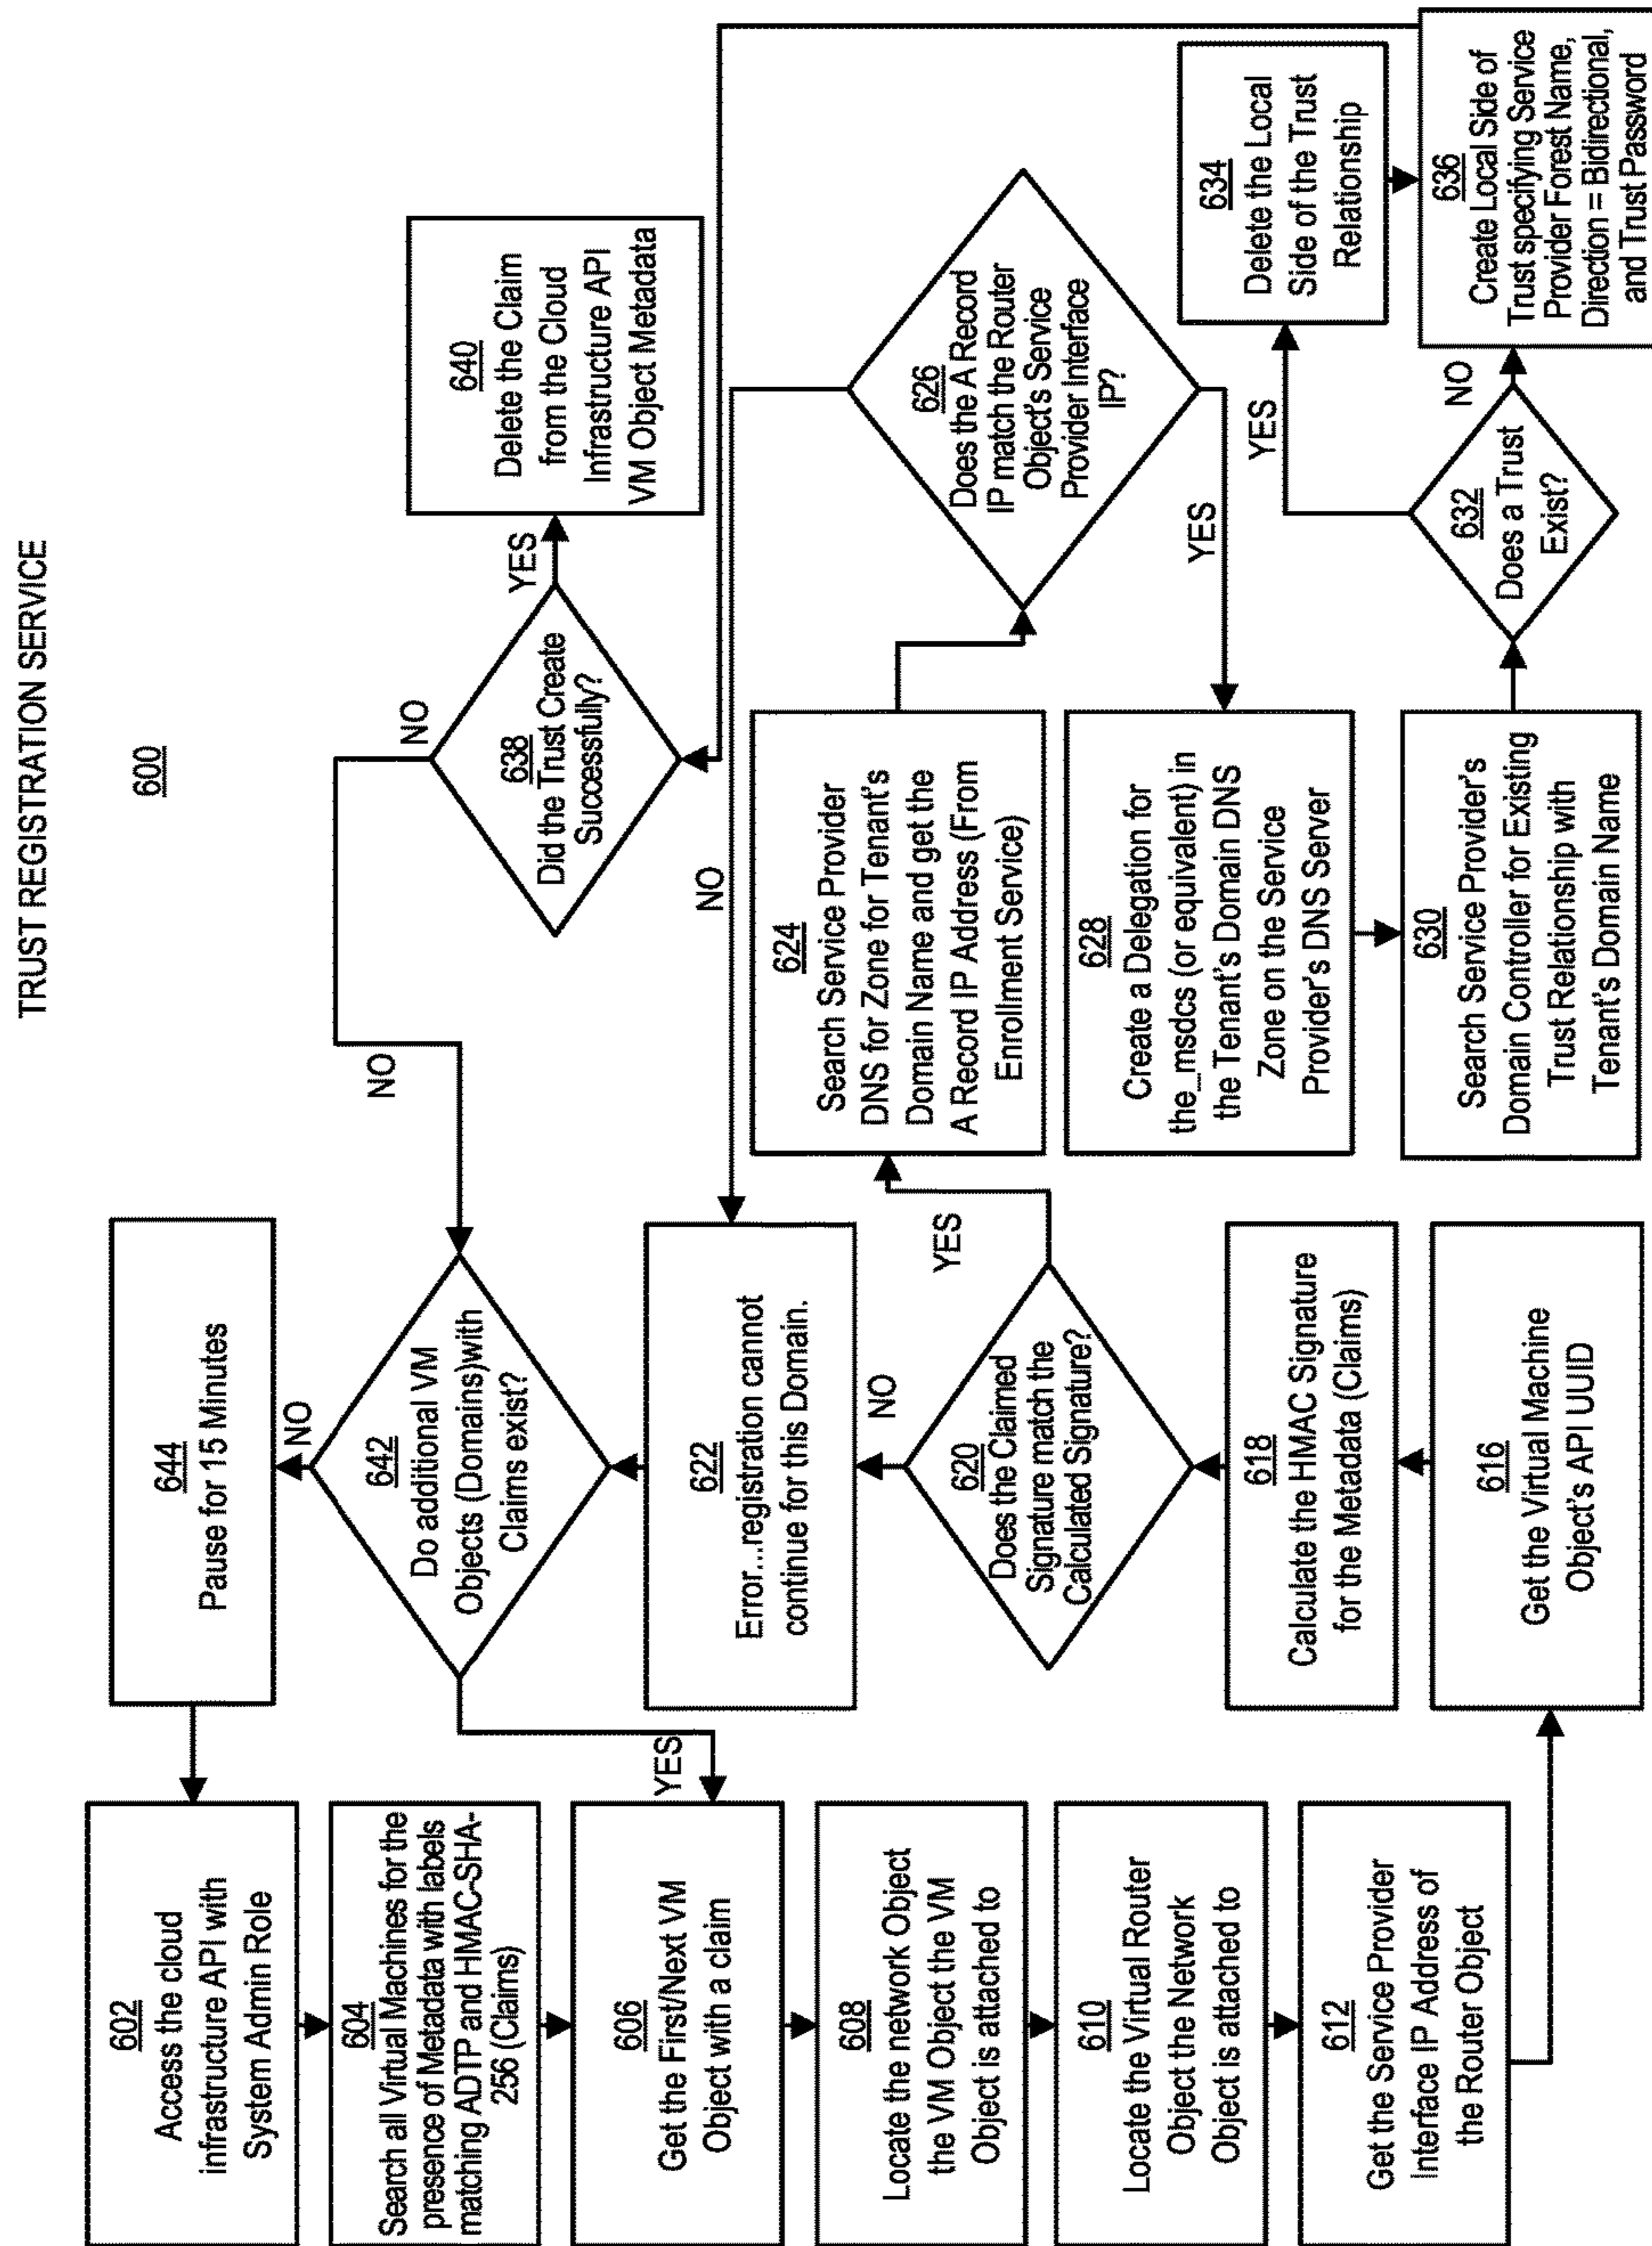 TRUST REGISTRATION SERVICE
600
602
Access the cloud
infrastructure API with
System Admin Role
604
Search all Virtual Machines for the
presence of Metadata with labels
matching ADTP and HMAC-SHA-
256 (Claims)
606
Get the First/Next VM
Object with a claim
608
Locate the network Object
the VM Object the VM
Object is attached to
610
Locate the Virtual Router
Object the Network
Object is attached to
612
Get the Service Provider
Interface IP Address of
the Router Object
644
Pause for 15 Minutes
NO
642
Do additional VM
Objects (Domains)with
Claims exist?
YES
622
Error...registration cannot
continue for this Domain.
NO
620
Does the Claimed
Signature match the
Calculated Signature?
YES
618
Calculate the HMAC Signature
for the Metadata (Claims)
616
Get the Virtual Machine
Object's API UUID
NO
NO
638
Did the Trust Create
Successfully?
YES
640
Delete the Claim
from the Cloud
Infrastructure API
VM Object Metadata
NO
624
Search Service Provider
DNS for Zone for Tenant's
Domain Name and get the
A Record IP Address (From
Enrollment Service)
626
Does the A Record
IP match the Router
Object's Service
Provider Interface
IP?
YES
628
Create a Delegation for
the_msdcs (or equivalent) in
the Tenant's Domain DNS
Zone on the Service
Provider's DNS Server
630
Search Service Provider's
Domain Controller for Existing
Trust Relationship with
Tenant's Domain Name
632
Does a Trust
Exist?
YES
NO
634
Delete the Local
Side of the Trust
Relationship
636
Create Local Side of
Trust specifying Service
Provider Forest Name,
Direction = Bidirectional,
and Trust Password